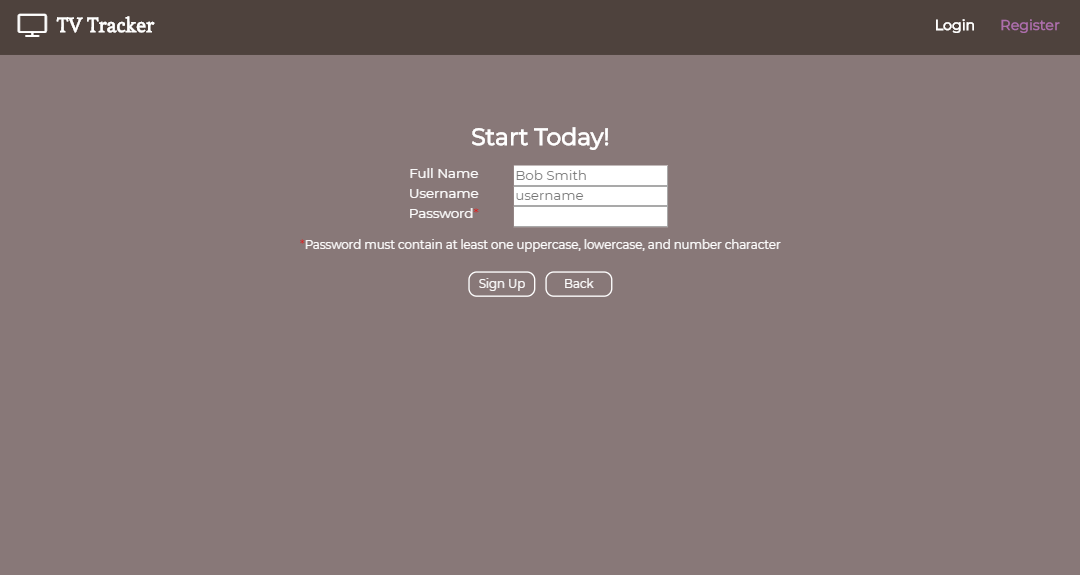 TV Tracker
Login Register
Start Today!
Full Name Bob Smith
Username username
Password*
*Password must contain at least one uppercase, lowercase, and number character
Sign Up Back